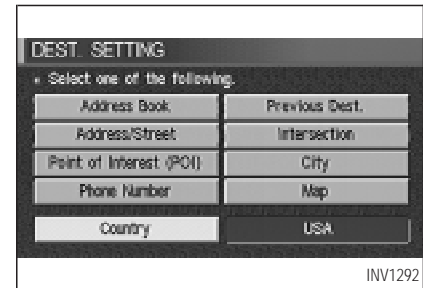 DEST. SETTING
Select one of the following.
Address Book
Previous Dest.
Address/Street
Intersection
Point of Interest (POI)
City
Phone Number
Map
Country
USA
INV1292